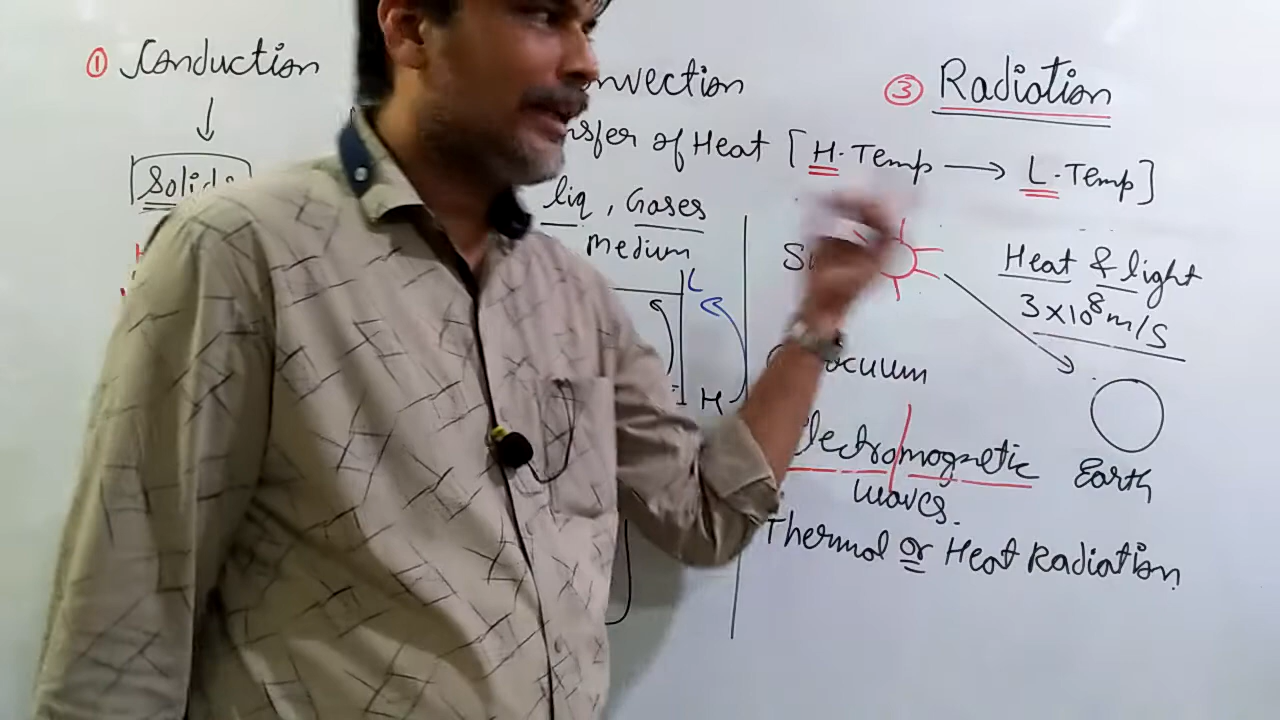 ① Conduction
nvection
③ Radiation
nsfer of Heat [H. Temp → L. Temp]
Solids
liq, Gases
medium
L
H
Heat & light
3 x 10⁸ m/s
Electromagnetic
waves.
Earth
Thermal or Heat Radiation